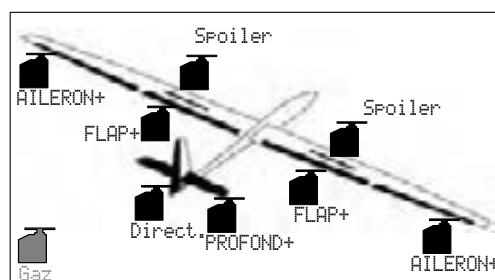 Spoiler
AILERON+
FLAP+
Spoiler
Direct.
PROFOND+
FLAP+
AILERON+
Gaz